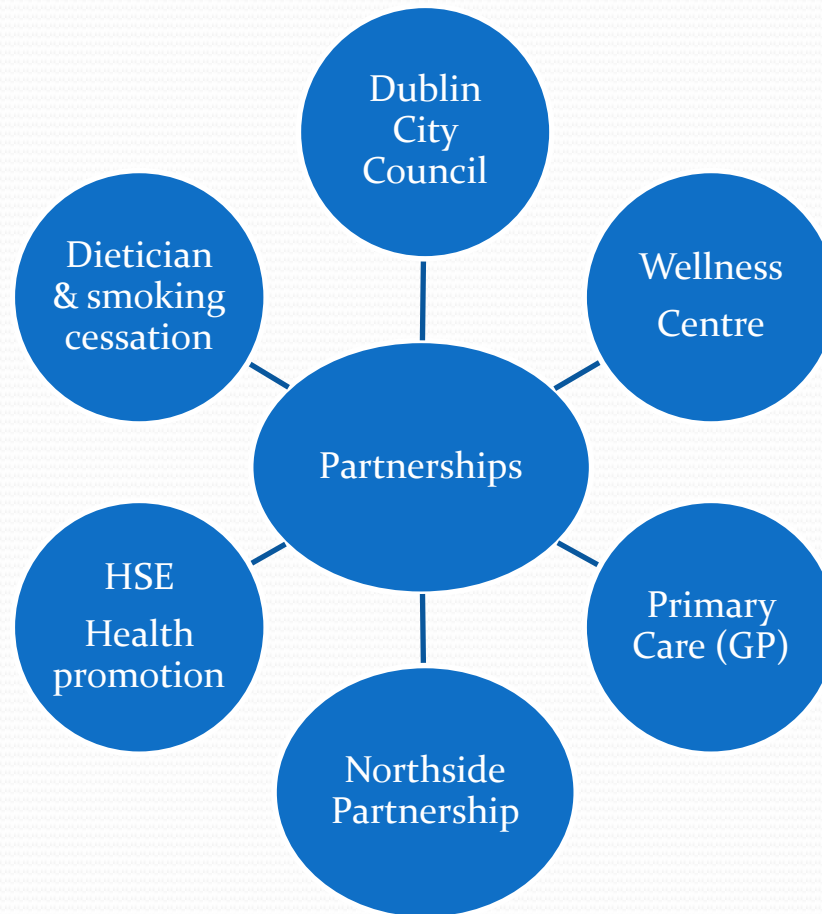 Dublin
City
Council
Dietician
& smoking
cessation
Wellness
Centre
Partnerships
HSE
Health
promotion
Primary
Care (GP)
Northside
Partnership